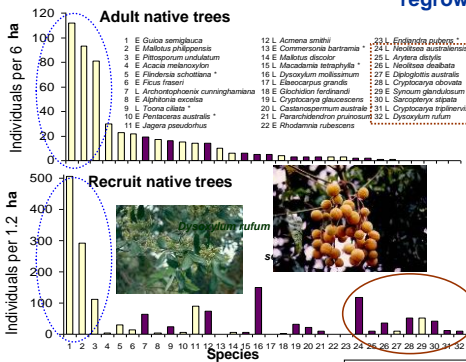 regrow
Adult native trees
Individuals per 6 ha
120
100
80
60
40
20
0
1 E Guioa semiglauca
2 E Mallotus philippensis
3 E Pittosporum undulatum
4 E Acacia melanoxylon
5 E Flindersia schottiana *
6 E Ficus fraseri
7 L Archontophoenix cunninghamiana
8 E Alphitonia excelsa
9 L Toona ciliata *
10 E Pentaceras australis *
11 E Jagera pseudorhus
12 L Acmena smithii
13 E Commersonia bartramia *
14 E Mallotus discolor
15 L Macadamia tetraphylla *
16 L Dysoxylum mollissimum
17 L Elaeocarpus grandis
18 E Glochidion ferdinandi
19 L Cryptocarya glaucescens
20 L Castanospermum australe *
21 L Pararchidendron pruinosum
22 E Rhodamnia rubescens
23 L Endiandra pubens *
24 L Neolitsea australiensis
25 L Arytera distylis
26 L Neolitsea dealbata
27 E Diploglottis australis
28 L Cryptocarya obovata
29 E Synoum glandulosum
30 L Sarcopteryx stipata
31 L Cryptocarya triplinervis
32 L Dysoxylum rufum
Recruit native trees
Individuals per 1.2 ha
500
400
300
200
100
0
Dysoxylum rufum
1 2 3 4 5 6 7 8 9 10 11 12 13 14 15 16 17 18 19 20 21 22 23 24 25 26 27 28 29 30 31 32
Species